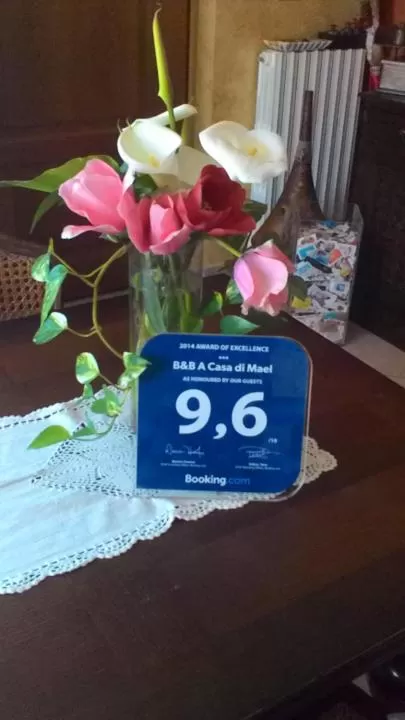 2014 AWARD OF EXCELLENCE
B&B A Casa di Mael
AS HONOURED BY OUR GUESTS
9,6
/10
Booking.com